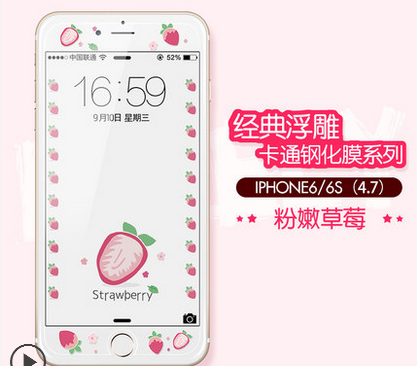 中国联通
52%
16:59
9月10日 星期三
Strawberry
经典浮雕
卡通钢化膜系列
IPHONE6/6S（4.7）
粉嫩草莓